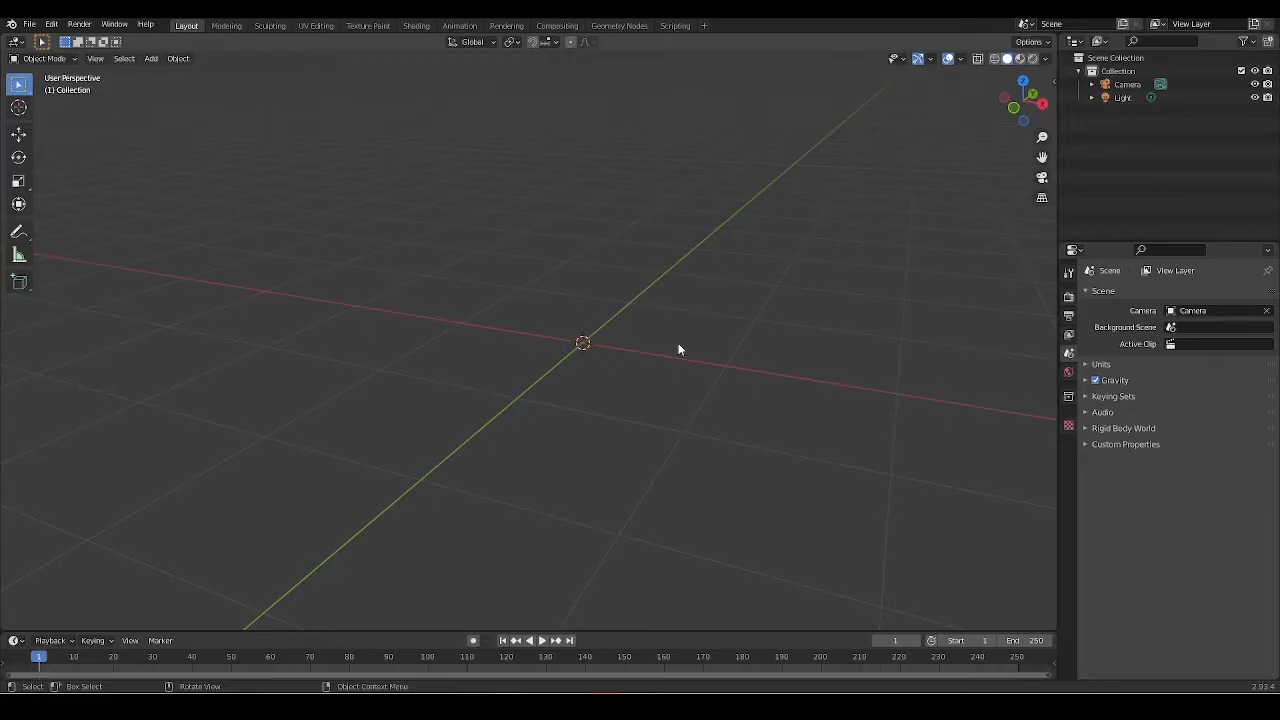 File Edit Render Window Help Layout Modeling Sculpting UV Editing Texture Paint Shading Animation Rendering Compositing Geometry Nodes Scripting + Scene View Layer
Global Options
Object Mode View Select Add Object
User Perspective
(1) Collection
Z
Y
X
Scene Collection
Collection
Camera
Light
Scene View Layer
Scene
Camera Camera
Background Scene
Active Clip
Units
Gravity
Keying Sets
Audio
Rigid Body World
Custom Properties
Playback Keying View Marker 1 Start 1 End 250
1 10 20 30 40 50 60 70 80 90 100 110 120 130 140 150 160 170 180 190 200 210 220 230 240 250
Select Box Select Rotate View Object Context Menu 2.93.4